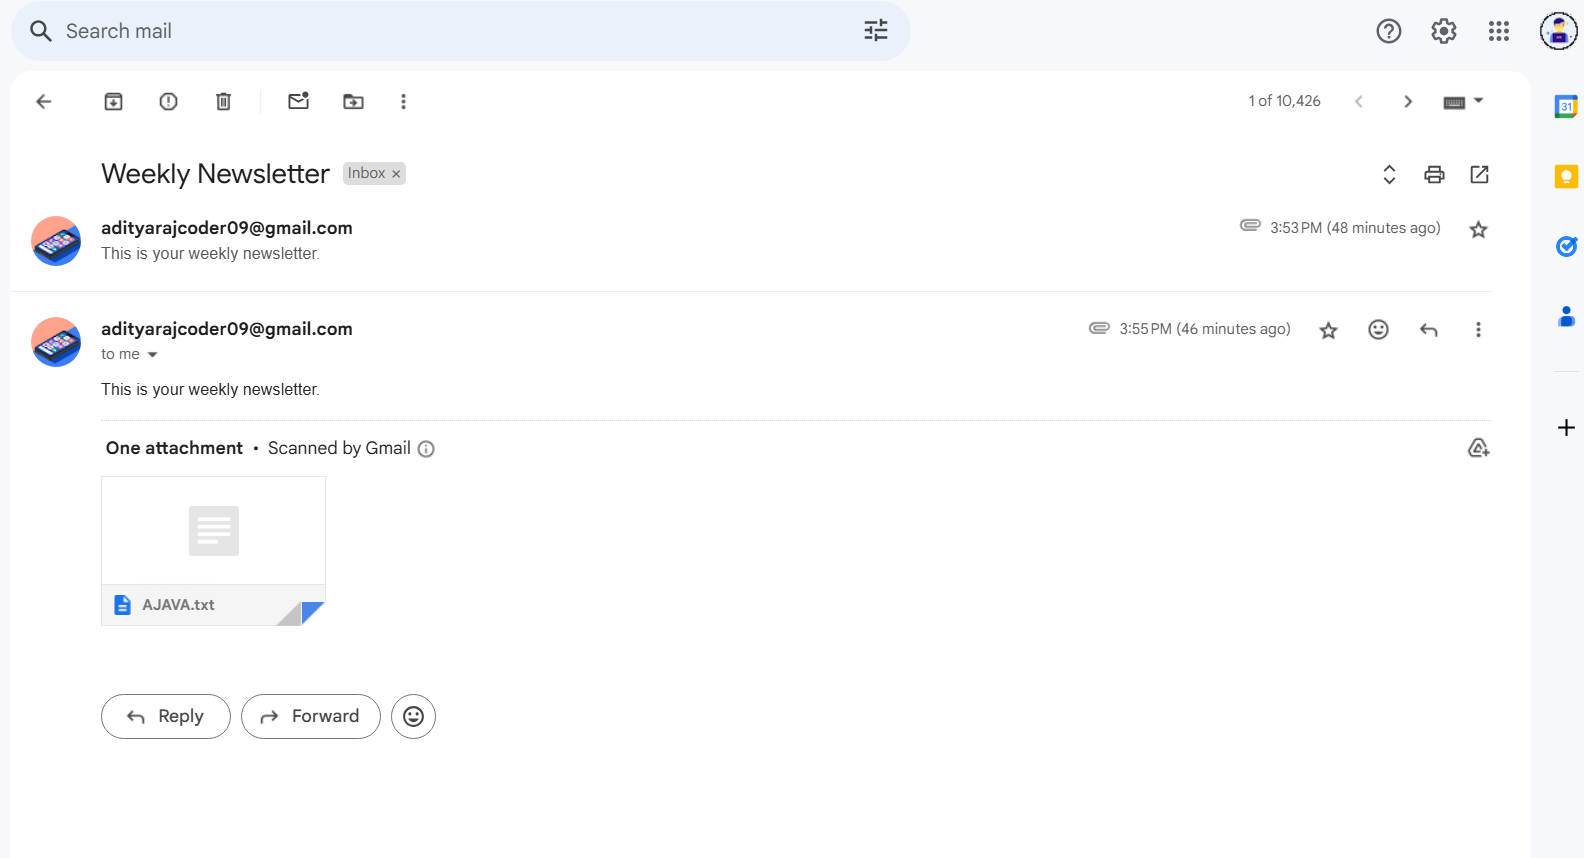 Search mail
1 of 10,426
Weekly Newsletter Inbox ×
adityarajcoder09@gmail.com 3:53 PM (48 minutes ago)
This is your weekly newsletter.
adityarajcoder09@gmail.com 3:55 PM (46 minutes ago)
to me
This is your weekly newsletter.
One attachment • Scanned by Gmail
AJAVA.txt
Reply Forward
31